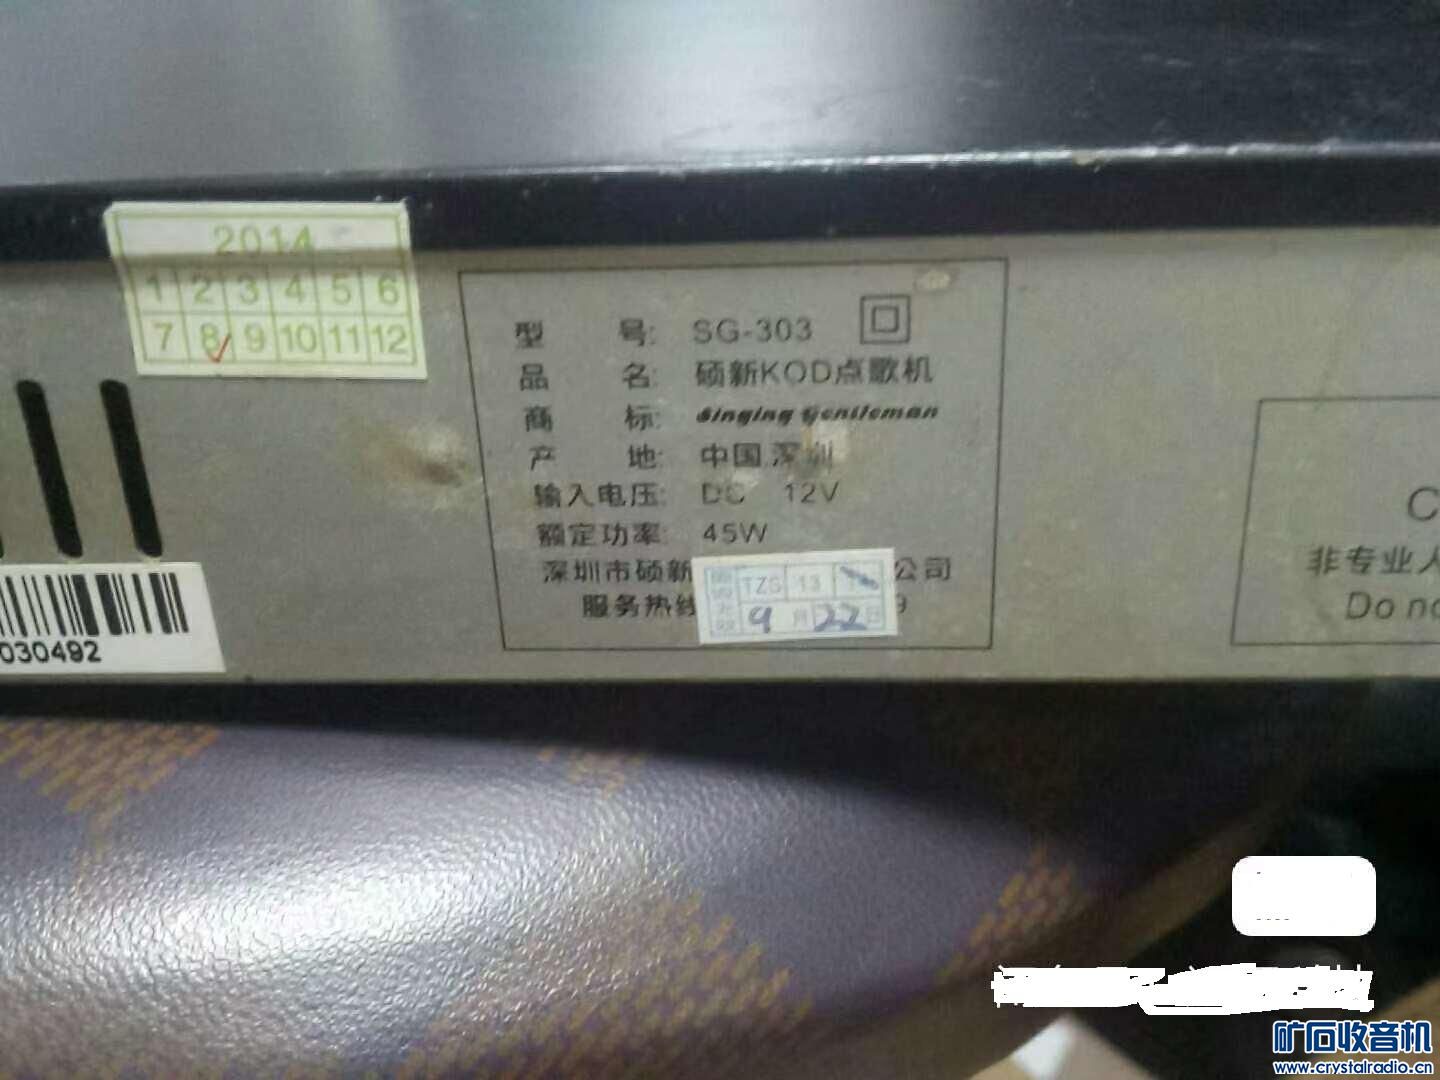 2014
1 2 3 4 5 6
7 8 9 10 11 12
型 号: SG-303
品 名: 硕新KOD点歌机
商 标: Singing Gentleman
产 地: 中国.深圳
输入电压: DC 12V
额定功率: 45W
深圳市硕新 公司
服务热线 9
TZS 13
9 月 22 日
030492
C
非专业人
Do no
矿石收音机
www.crystalradio.cn